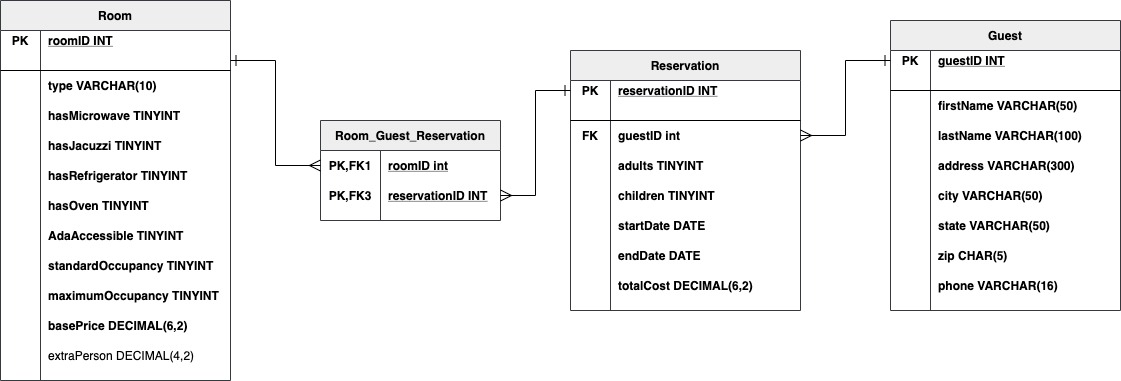 Room
PK roomID INT
type VARCHAR(10)
hasMicrowave TINYINT
hasJacuzzi TINYINT
hasRefrigerator TINYINT
hasOven TINYINT
AdaAccessible TINYINT
standardOccupancy TINYINT
maximumOccupancy TINYINT
basePrice DECIMAL(6,2)
extraPerson DECIMAL(4,2)
Room_Guest_Reservation
PK,FK1 roomID int
PK,FK3 reservationID INT
Reservation
PK reservationID INT
FK guestID int
adults TINYINT
children TINYINT
startDate DATE
endDate DATE
totalCost DECIMAL(6,2)
Guest
PK guestID INT
firstName VARCHAR(50)
lastName VARCHAR(100)
address VARCHAR(300)
city VARCHAR(50)
state VARCHAR(50)
zip CHAR(5)
phone VARCHAR(16)